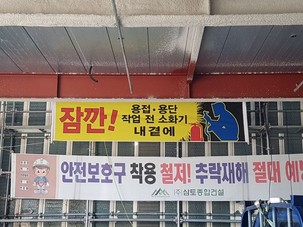 잠깐!
용접·용단
작업 전 소화기
내곁에
안전보호구 착용 철저! 추락재해 절대 예방
(주)삼토종합건설